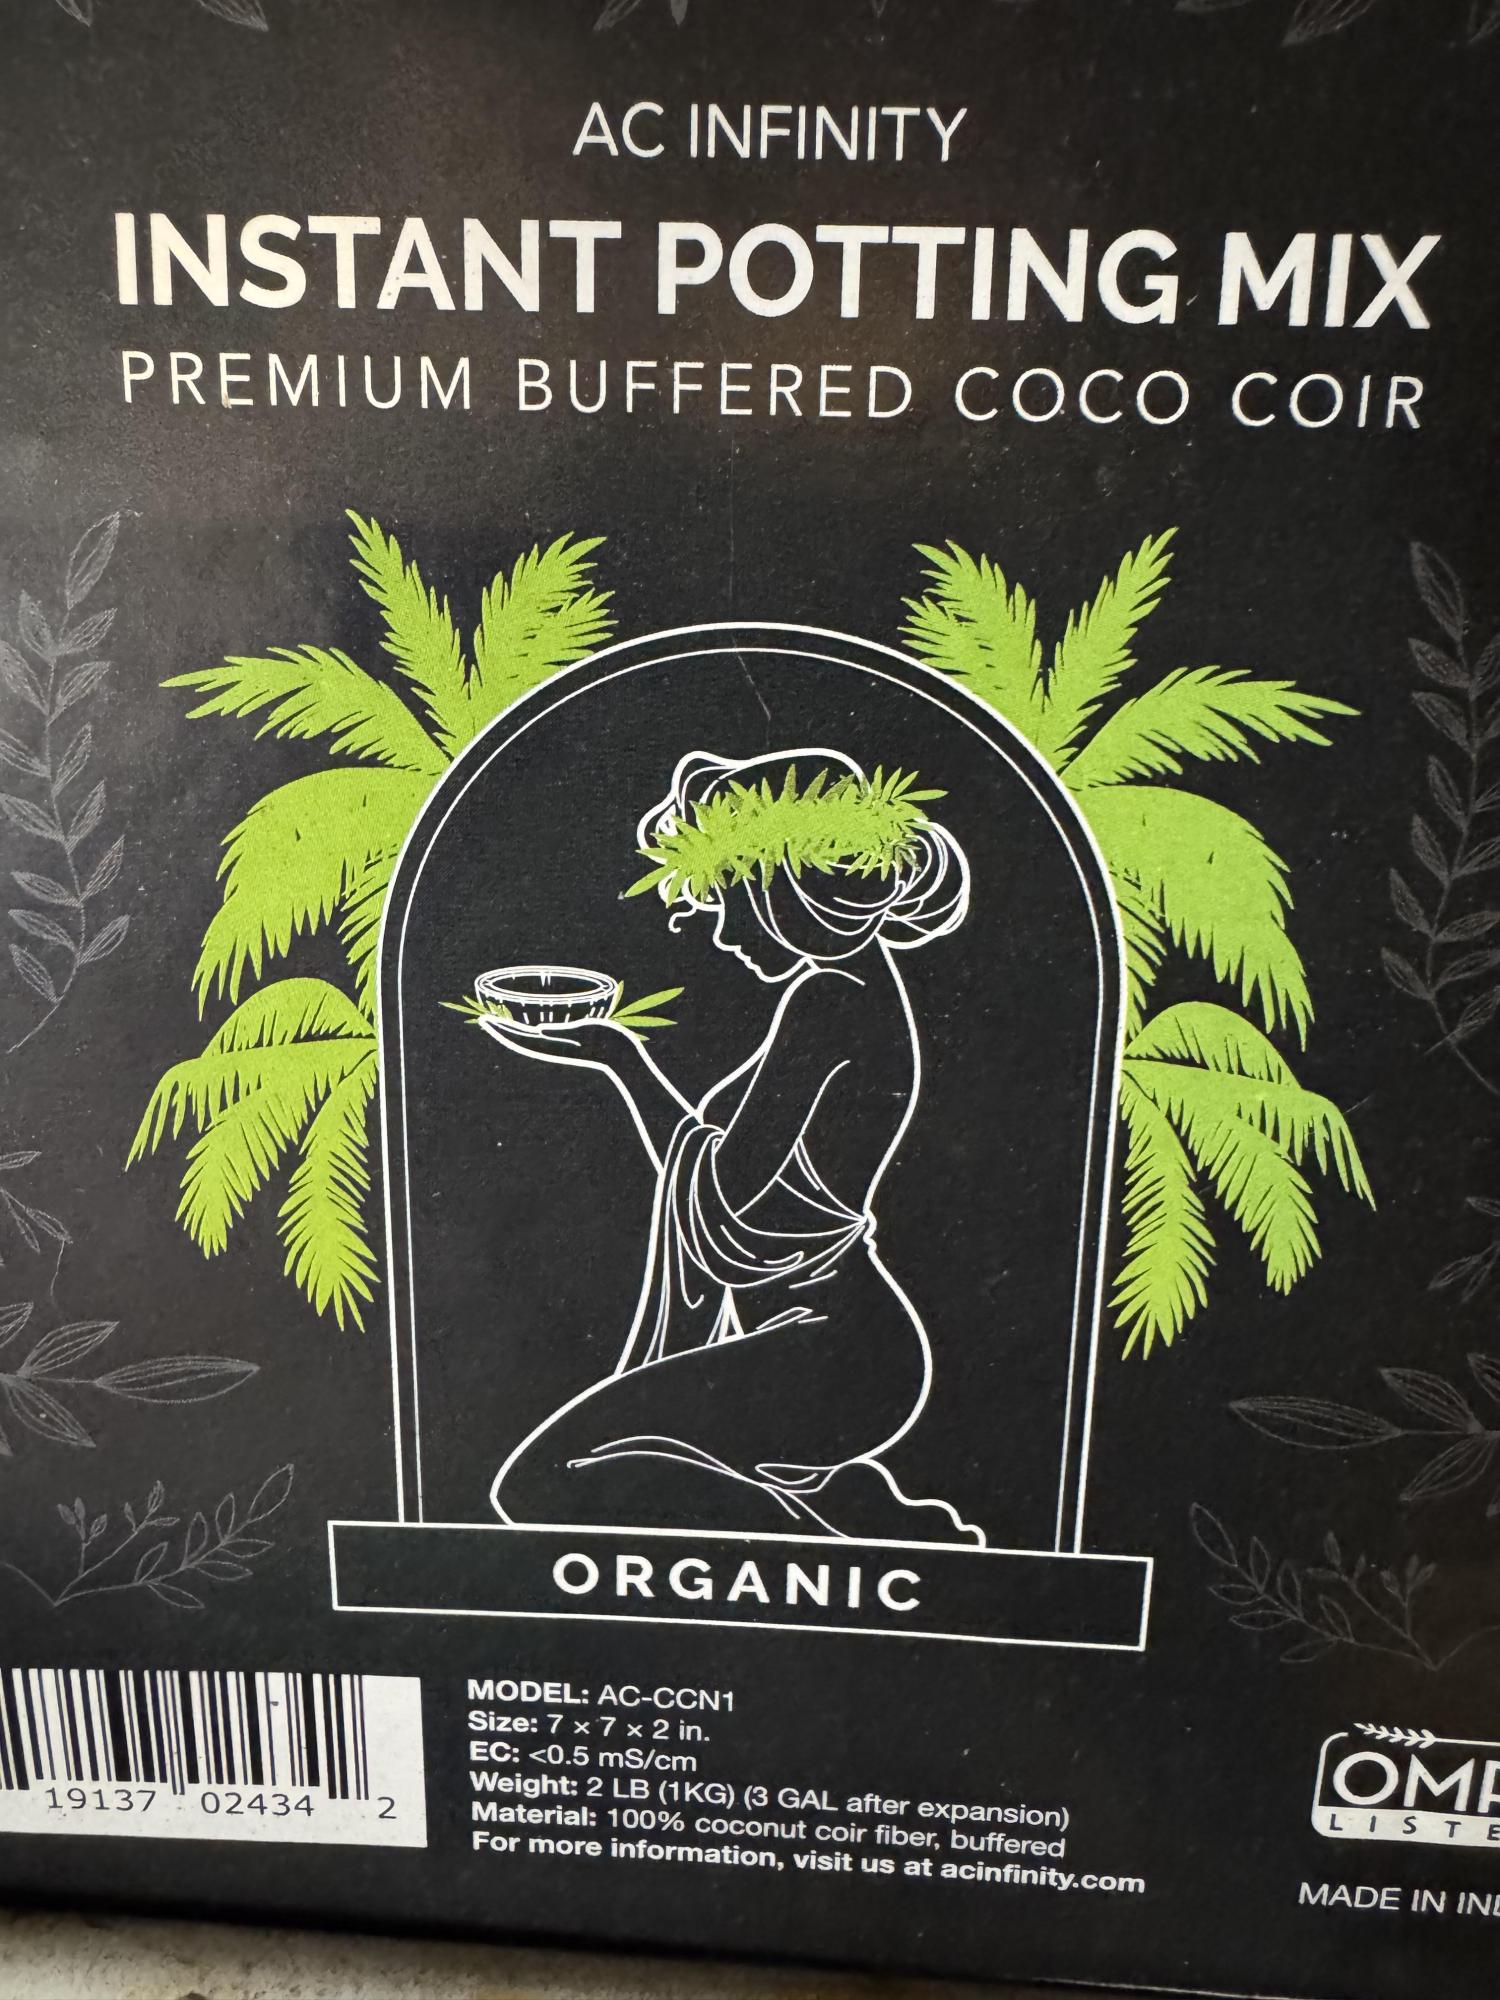 AC INFINITY
INSTANT POTTING MIX
PREMIUM BUFFERED COCO COIR
ORGANIC
19137 02434 2
MODEL: AC-CCN1
Size: 7 × 7 × 2 in.
EC: <0.5 mS/cm
Weight: 2 LB (1KG) (3 GAL after expansion)
Material: 100% coconut coir fiber, buffered
For more information, visit us at acinfinity.com
MADE IN